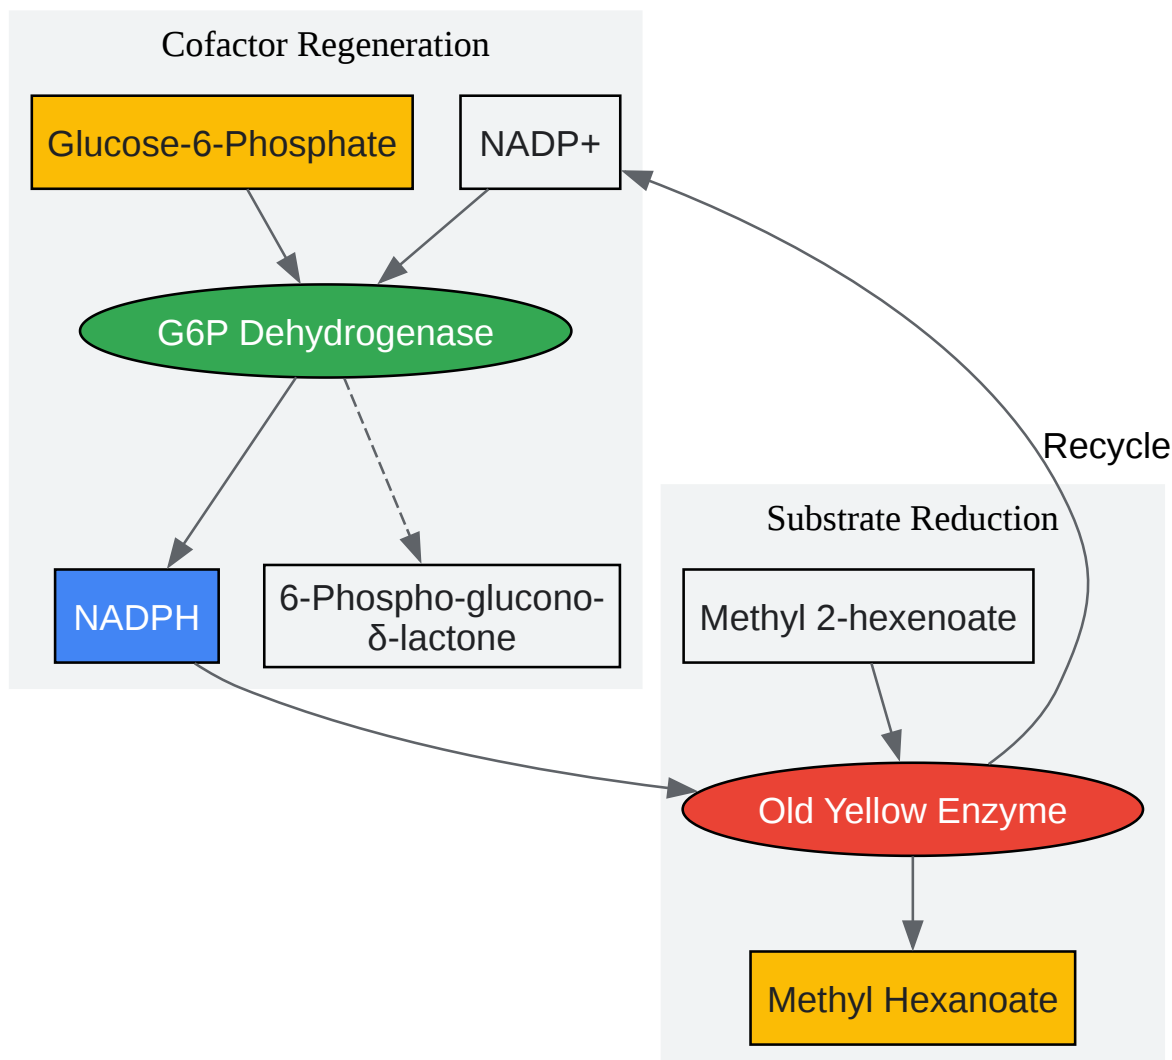 Cofactor Regeneration
Glucose-6-Phosphate
NADP+
G6P Dehydrogenase
Recycle
NADPH
6-Phospho-glucono-
δ-lactone
Substrate Reduction
Methyl 2-hexenoate
Old Yellow Enzyme
Methyl Hexanoate